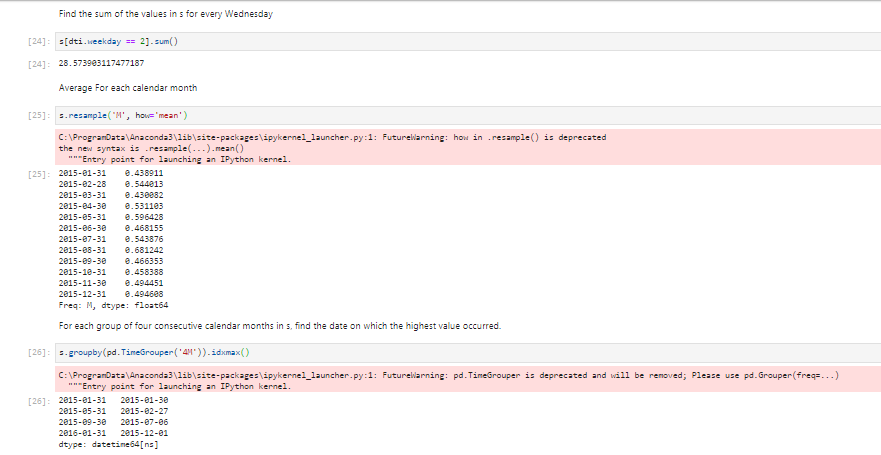 Find the sum of the values in s for every Wednesday
[24]: s[dti.weekday == 2].sum()
[24]: 28.573903117477187
Average For each calendar month
[25]: s.resample('M', how='mean')
C:\ProgramData\Anaconda3\lib\site-packages\ipykernel_launcher.py:1: FutureWarning: how in .resample() is deprecated
the new syntax is .resample(...).mean()
"""Entry point for launching an IPython kernel.
[25]: 2015-01-31 0.438911
2015-02-28 0.544013
2015-03-31 0.430082
2015-04-30 0.531103
2015-05-31 0.596428
2015-06-30 0.468155
2015-07-31 0.543876
2015-08-31 0.681242
2015-09-30 0.466353
2015-10-31 0.458388
2015-11-30 0.494451
2015-12-31 0.494608
Freq: M, dtype: float64
For each group of four consecutive calendar months in s, find the date on which the highest value occurred.
[26]: s.groupby(pd.TimeGrouper('4M')).idxmax()
C:\ProgramData\Anaconda3\lib\site-packages\ipykernel_launcher.py:1: FutureWarning: pd.TimeGrouper is deprecated and will be removed; Please use pd.Grouper(freq=...)
"""Entry point for launching an IPython kernel.
[26]: 2015-01-31 2015-01-30
2015-05-31 2015-02-27
2015-09-30 2015-07-06
2016-01-31 2015-12-01
dtype: datetime64[ns]